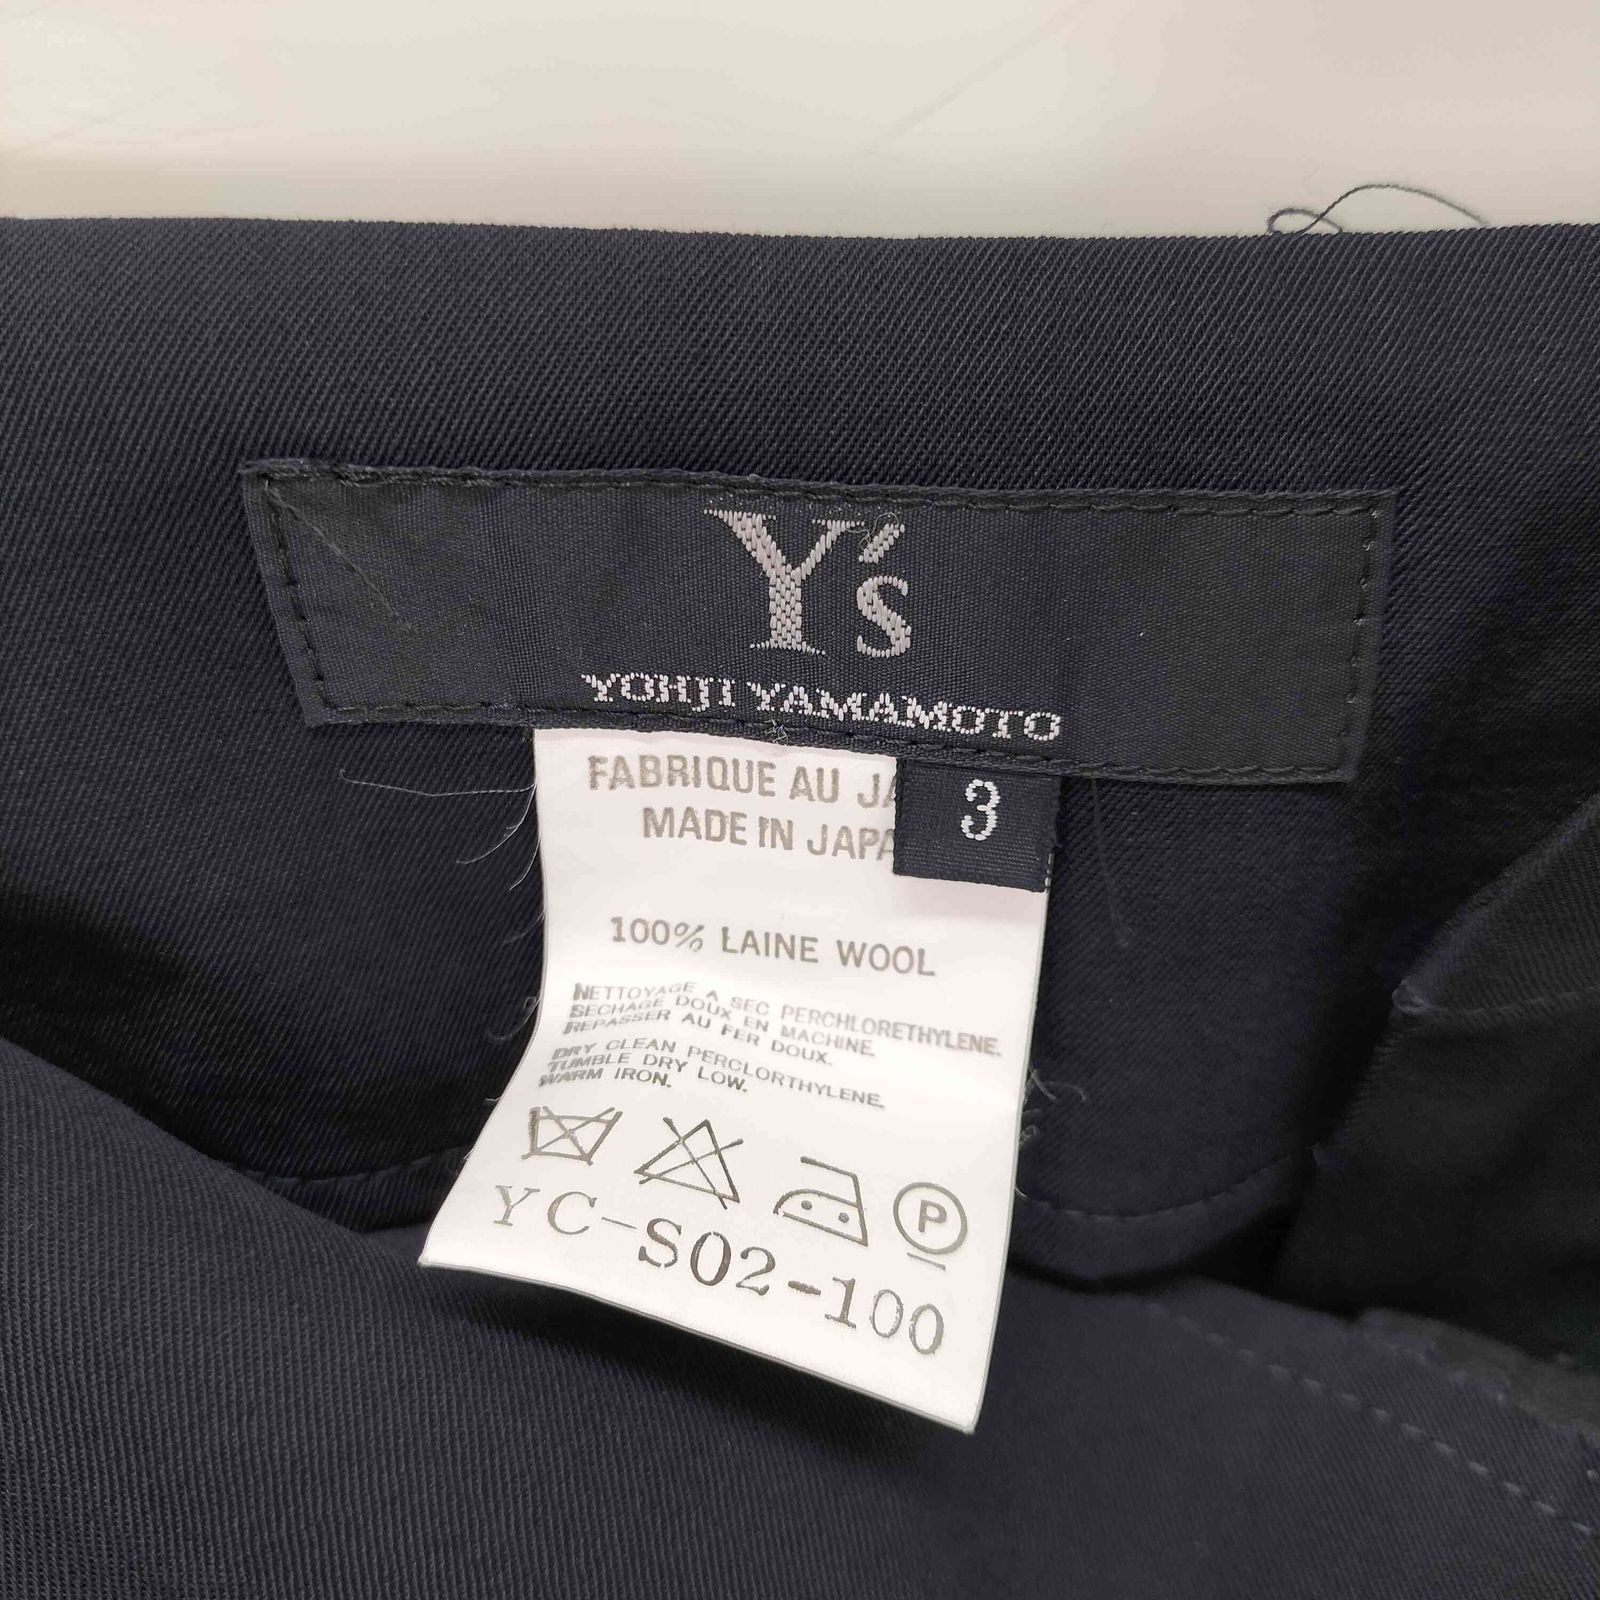 Y's
YOHJI YAMAMOTO
3
FABRIQUE AU JA
MADE IN JAPA
100% LAINE WOOL
NETTOYAGE A SEC PERCHLORETHYLENE.
SECHAGE DOUX EN MACHINE.
REPASSER AU FER DOUX.
DRY CLEAN PERCLORTHYLENE.
TUMBLE DRY LOW.
WARM IRON.
P
YC-S02-100